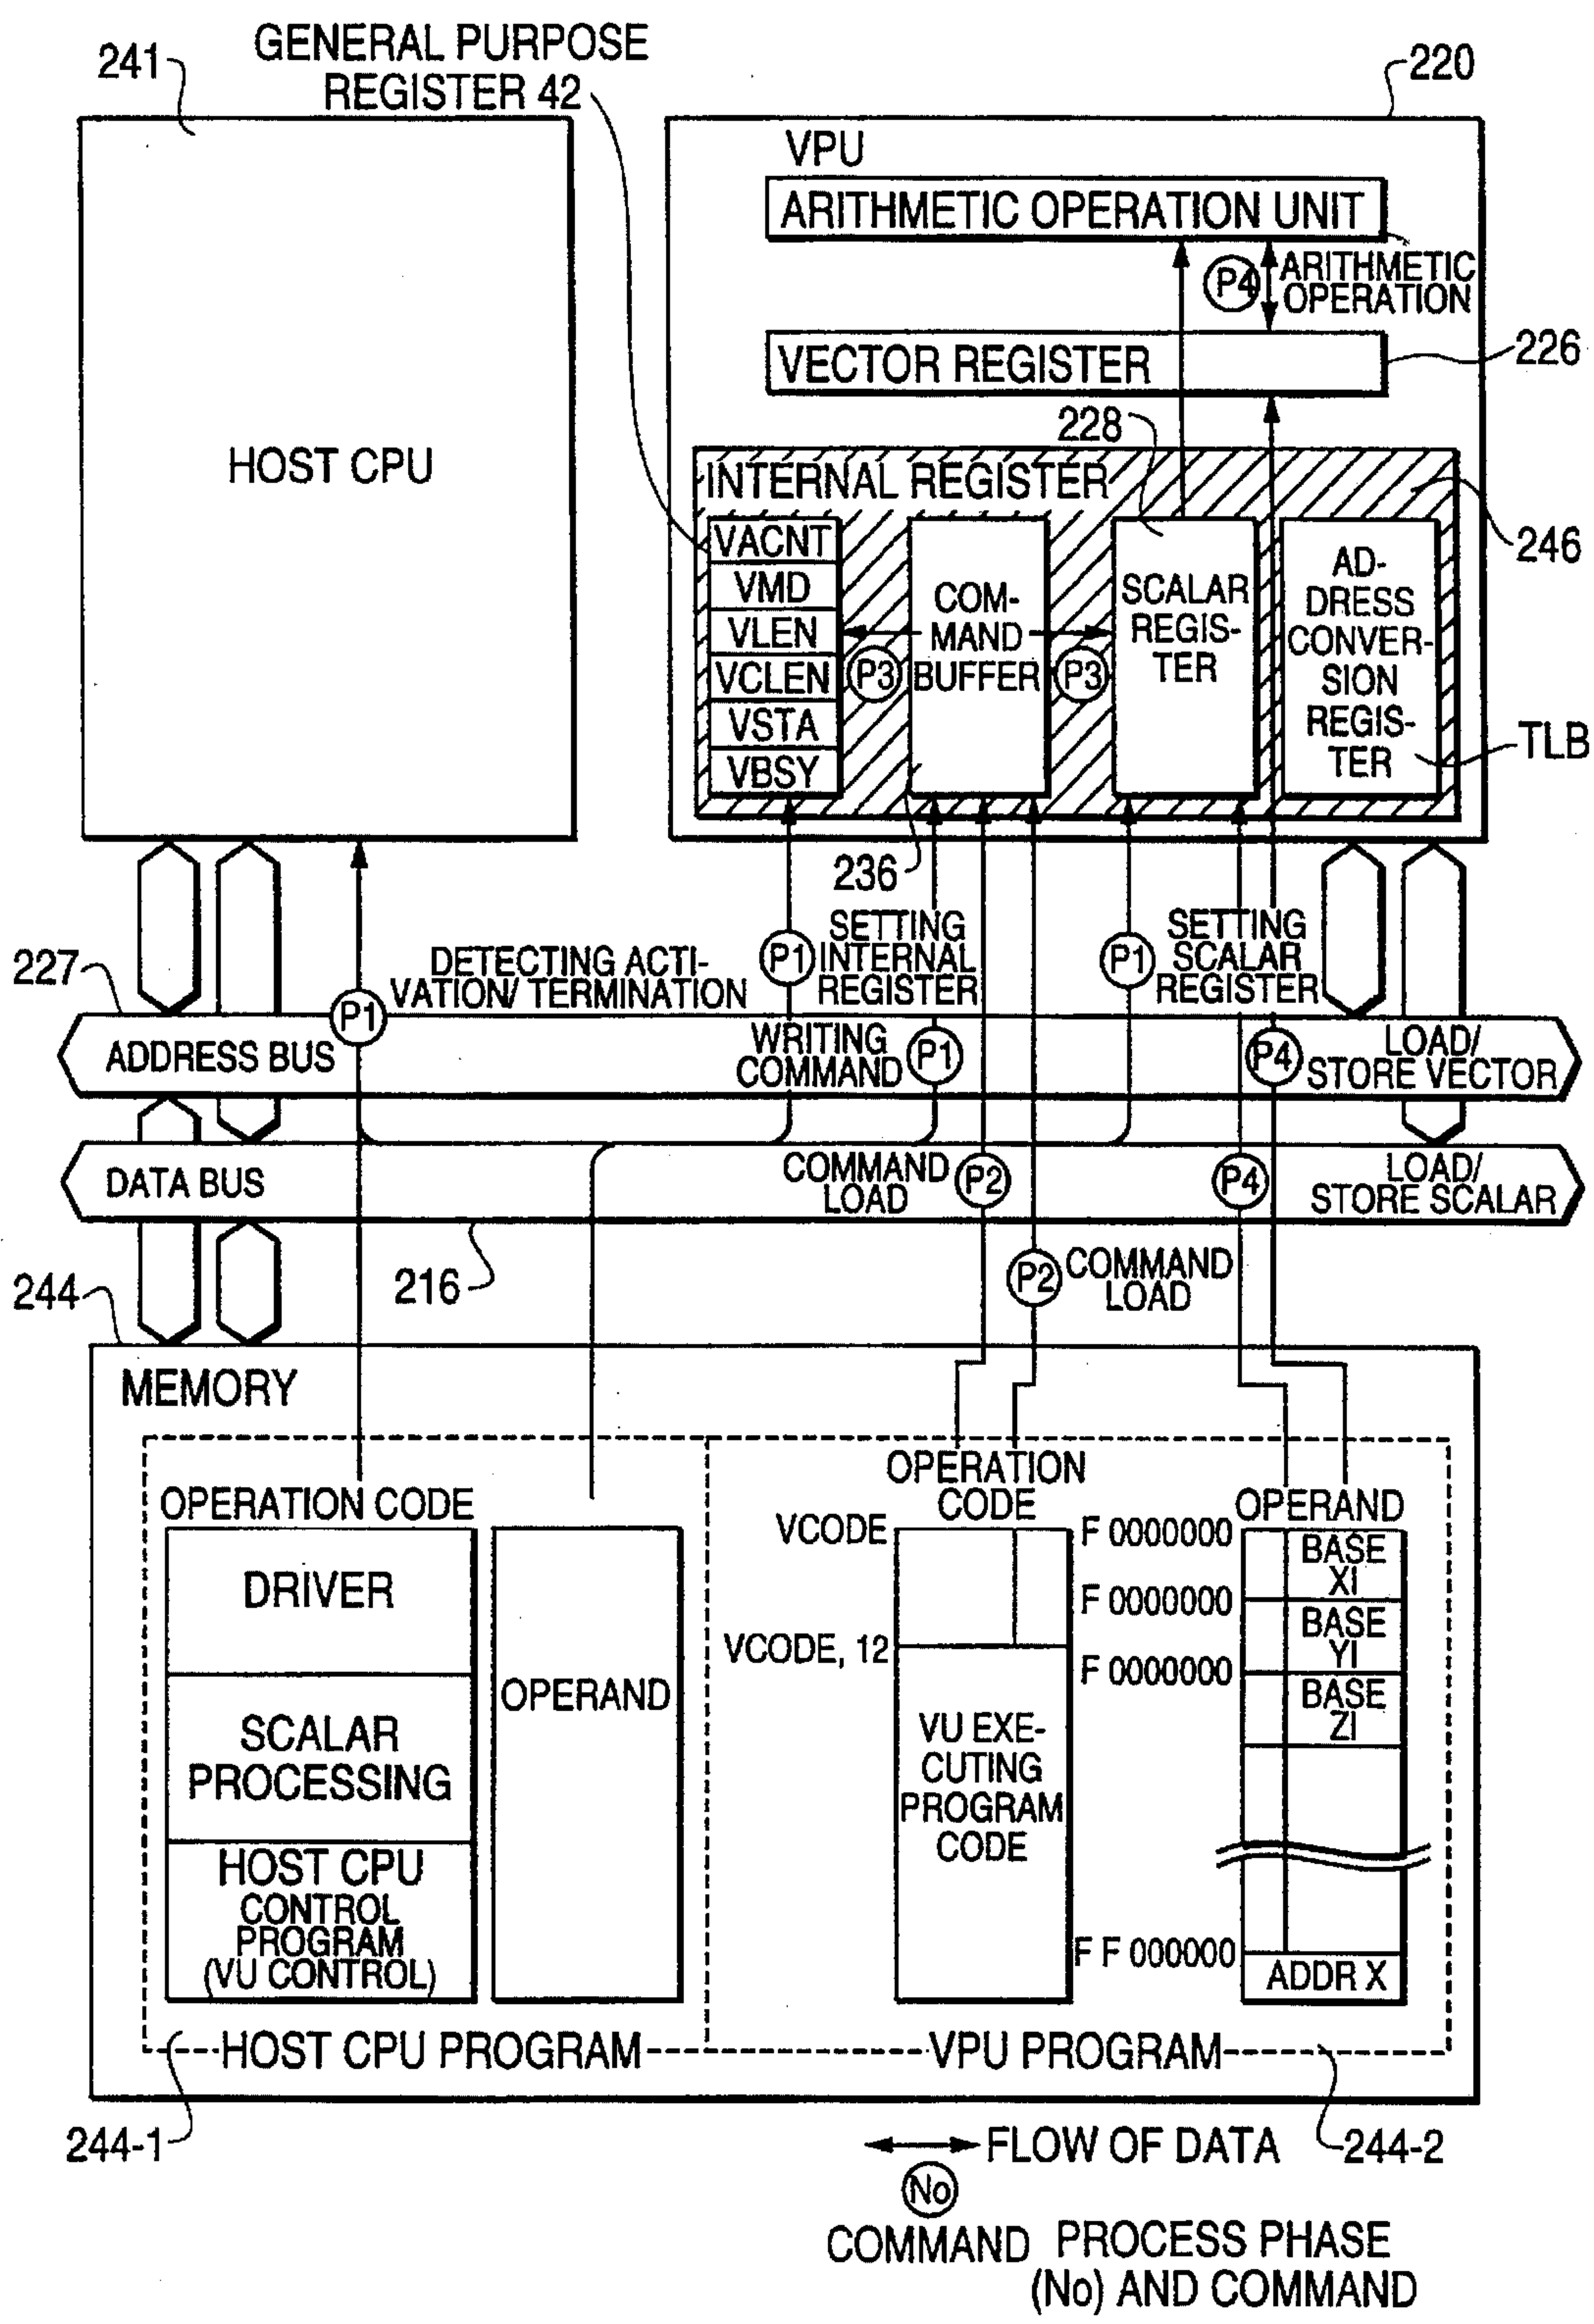 241
GENERAL PURPOSE
REGISTER 42
220
VPU
ARITHMETIC OPERATION UNIT
P4
ARITHMETIC
OPERATION
VECTOR REGISTER
226
HOST CPU
228
INTERNAL REGISTER
246
VACNT
VMD
VLEN
VCLEN
VSTA
VBSY
P3
COM-
MAND
BUFFER
P3
SCALAR
REGIS-
TER
AD-
DRESS
CONVER-
SION
REGIS-
TER
TLB
236
227
DETECTING ACTI-
VATION/ TERMINATION
P1
P1
SETTING
INTERNAL
REGISTER
P1
SETTING
SCALAR
REGISTER
ADDRESS BUS
WRITING
COMMAND
P1
P4
LOAD/
STORE VECTOR
DATA BUS
COMMAND
LOAD
P2
P4
LOAD/
STORE SCALAR
216
P2
COMMAND
LOAD
244
MEMORY
OPERATION CODE
DRIVER
SCALAR
PROCESSING
HOST CPU
CONTROL
PROGRAM
(VU CONTROL)
OPERAND
OPERATION
CODE
VCODE
VCODE, 12
VU EXE-
CUTING
PROGRAM
CODE
OPERAND
F 0000000
BASE
XI
F 0000000
BASE
YI
F 0000000
BASE
ZI
F F 000000
ADDR X
HOST CPU PROGRAM
VPU PROGRAM
244-1
244-2
FLOW OF DATA
No
COMMAND
PROCESS PHASE
(No) AND COMMAND